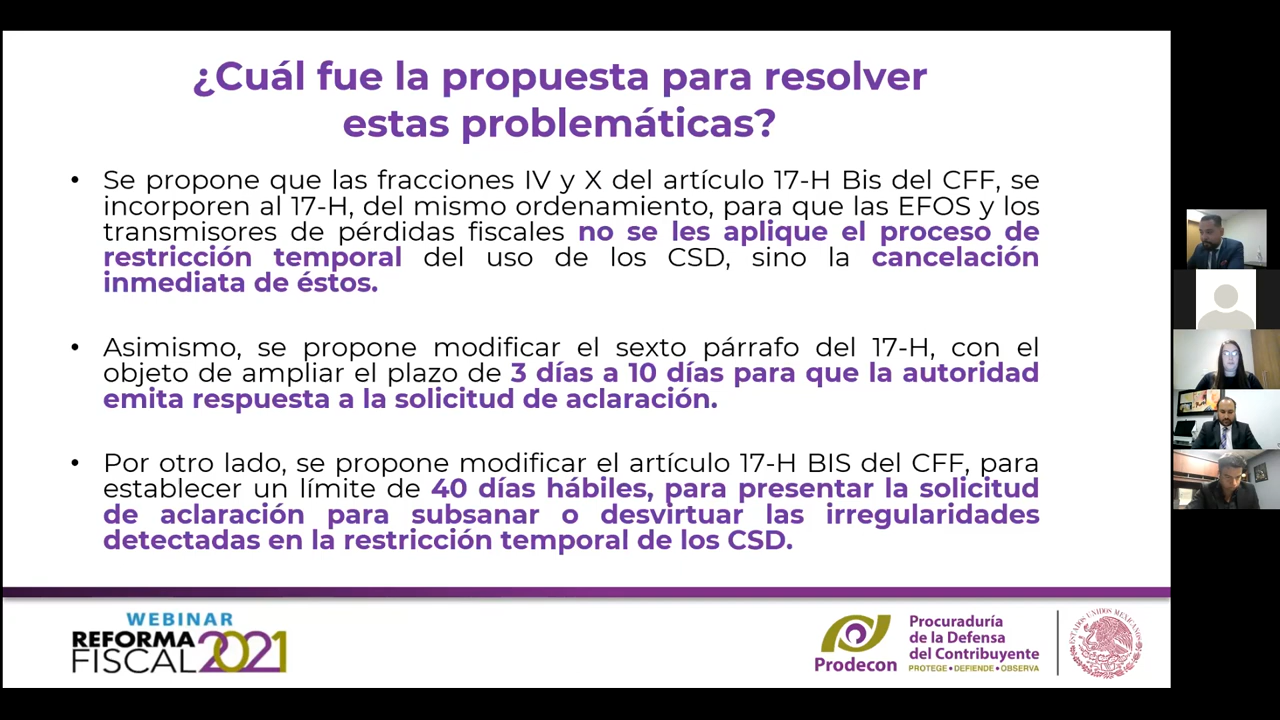 ¿Cuál fue la propuesta para resolver
estas problemáticas?
• Se propone que las fracciones IV y X del artículo 17-H Bis del CFF, se
incorporen al 17-H, del mismo ordenamiento, para que las EFOS y los
transmisores de pérdidas fiscales no se les aplique el proceso de
restricción temporal del uso de los CSD, sino la cancelación
inmediata de éstos.
• Asimismo, se propone modificar el sexto párrafo del 17-H, con el
objeto de ampliar el plazo de 3 días a 10 días para que la autoridad
emita respuesta a la solicitud de aclaración.
• Por otro lado, se propone modificar el artículo 17-H BIS del CFF, para
establecer un límite de 40 días hábiles, para presentar la solicitud
de aclaración para subsanar o desvirtuar las irregularidades
detectadas en la restricción temporal de los CSD.
WEBINAR
REFORMA
FISCAL 2021
Prodecon
Procuraduría
de la Defensa
del Contribuyente
PROTEGE • DEFIENDE • OBSERVA
ESTADOS UNIDOS MEXICANOS